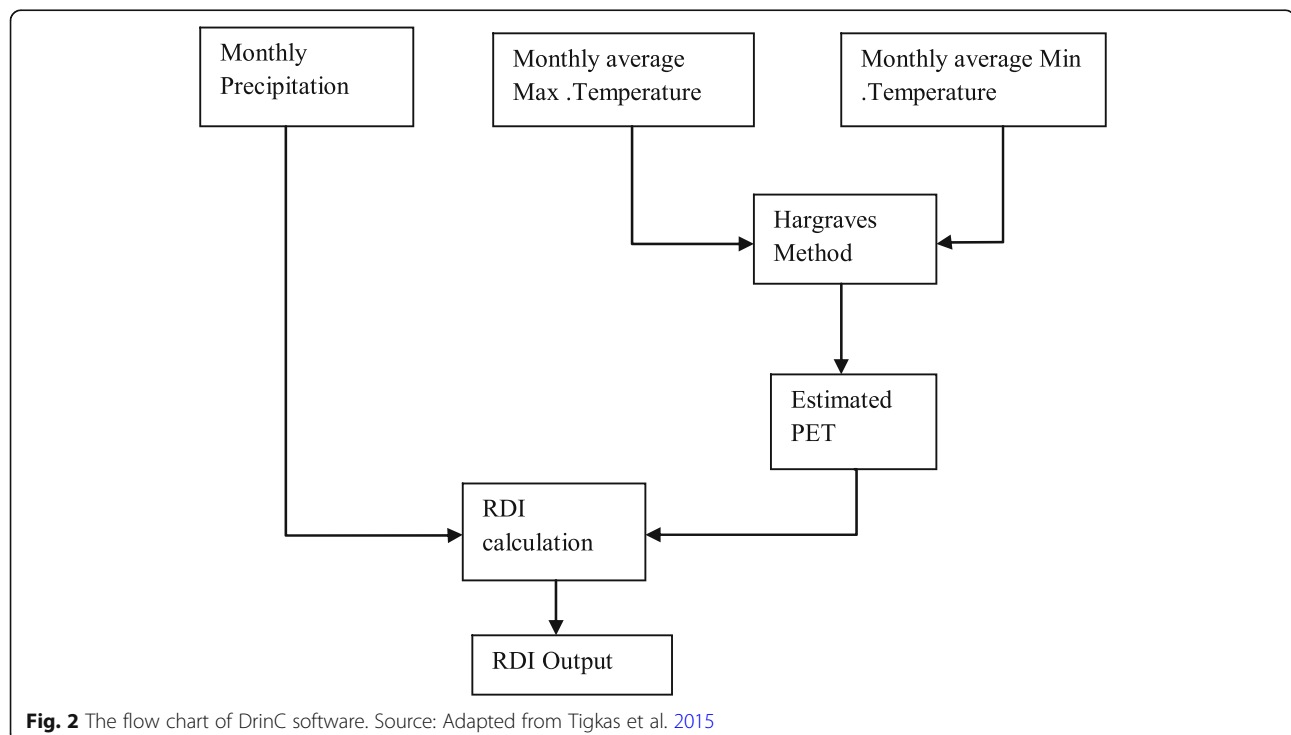 Monthly
Precipitation
Monthly average
Max .Temperature
Monthly average Min
.Temperature
Hargraves
Method
Estimated
PET
RDI
calculation
RDI Output
Fig. 2 The flow chart of DrinC software. Source: Adapted from Tigkas et al. 2015